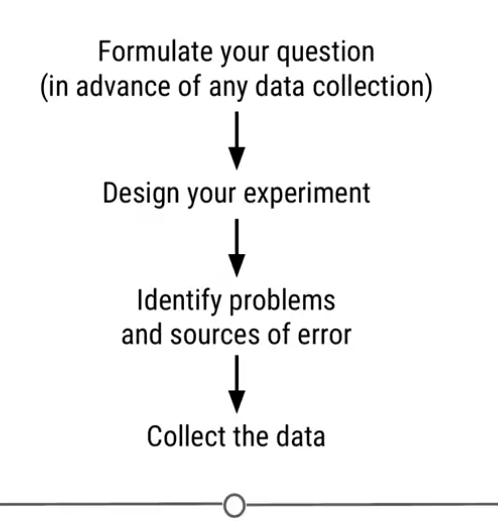 Formulate your question
(in advance of any data collection)
Design your experiment
Identify problems
and sources of error
Collect the data